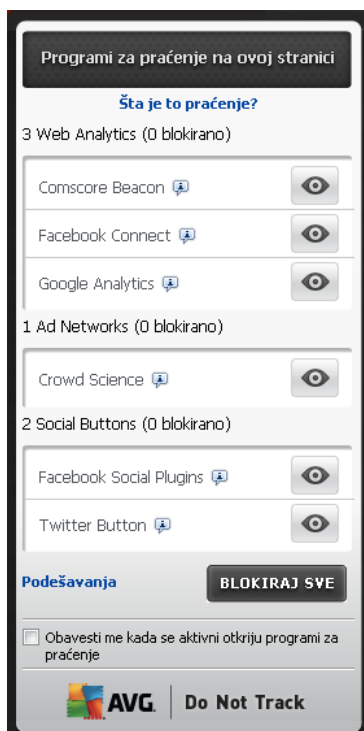 Programi za praćenje na ovoj stranici
Šta je to praćenje?
3 Web Analytics (0 blokirano)
Comscore Beacon
Facebook Connect
Google Analytics
1 Ad Networks (0 blokirano)
Crowd Science
2 Social Buttons (0 blokirano)
Facebook Social Plugins
Twitter Button
Podešavanja
BLOKIRAJ SVE
Obavesti me kada se aktivni otkriju programi za
praćenje
AVG. Do Not Track